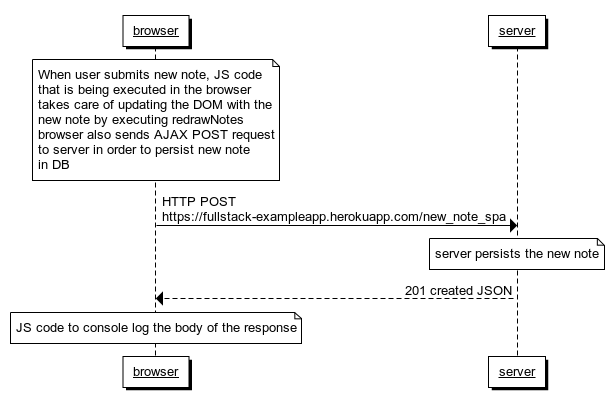 browser
server
When user submits new note, JS code
that is being executed in the browser
takes care of updating the DOM with the
new note by executing redrawNotes
browser also sends AJAX POST request
to server in order to persist new note
in DB
HTTP POST
https://fullstack-exampleapp.herokuapp.com/new_note_spa
server persists the new note
201 created JSON
JS code to console log the body of the response
browser
server